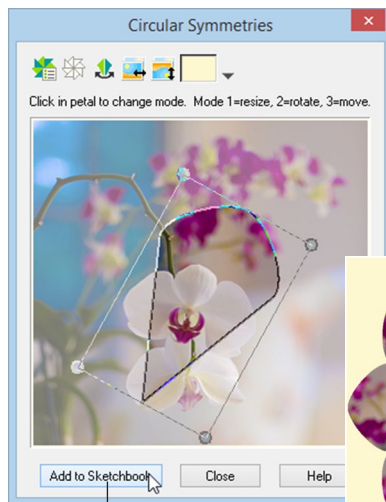 Circular Symmetries
Click in petal to change mode. Mode 1=resize, 2=rotate, 3=move.
Add to Sketchbook
Close
Help